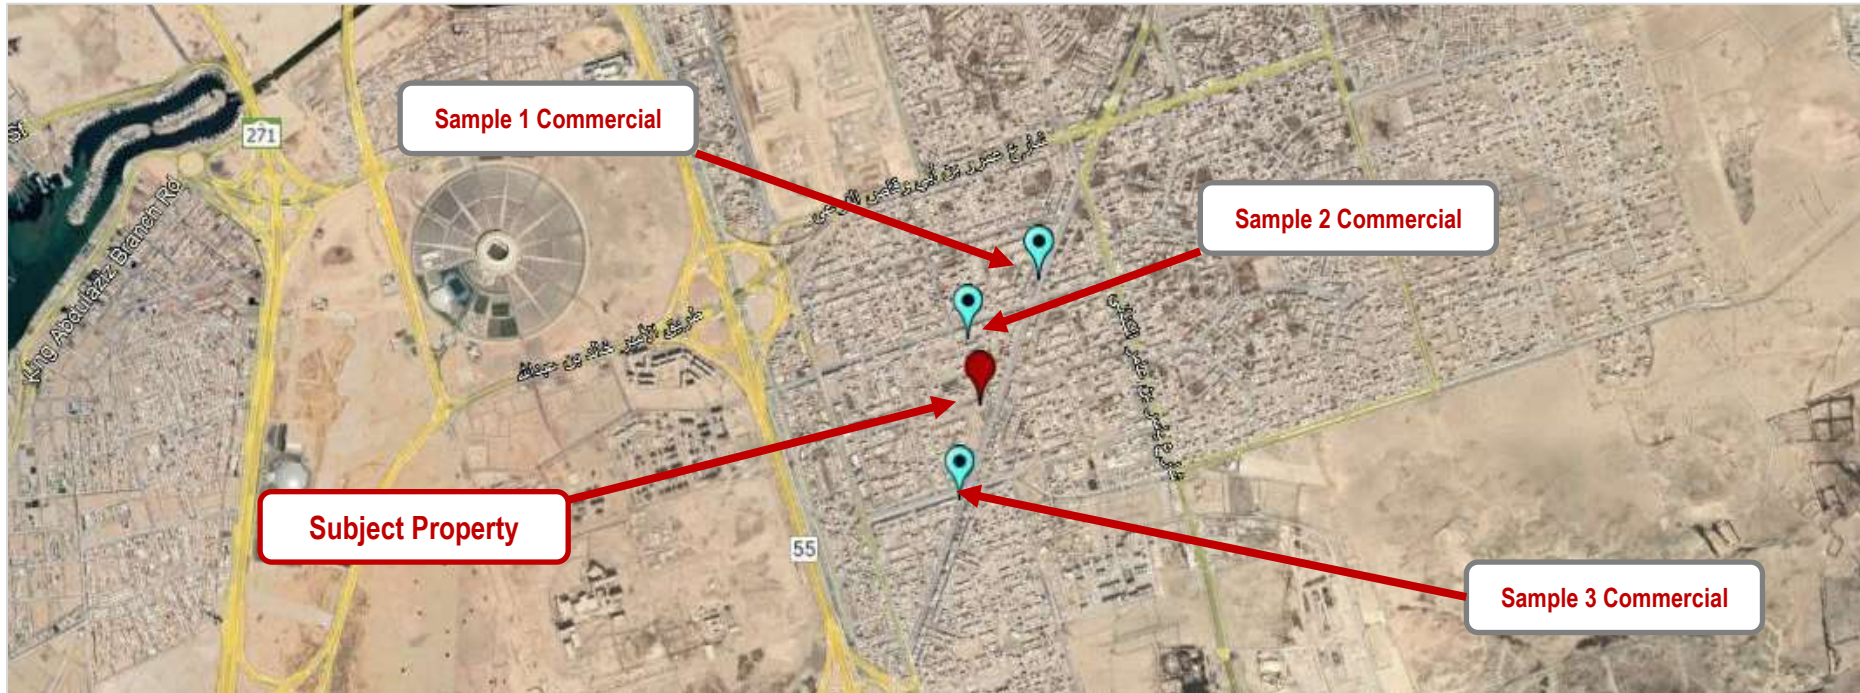 Sample 1 Commercial
271
Sample 2 Commercial
King Abdulaziz Branch Rd
طريق الأمير خالد بن عبدالله
Subject Property
55
Sample 3 Commercial